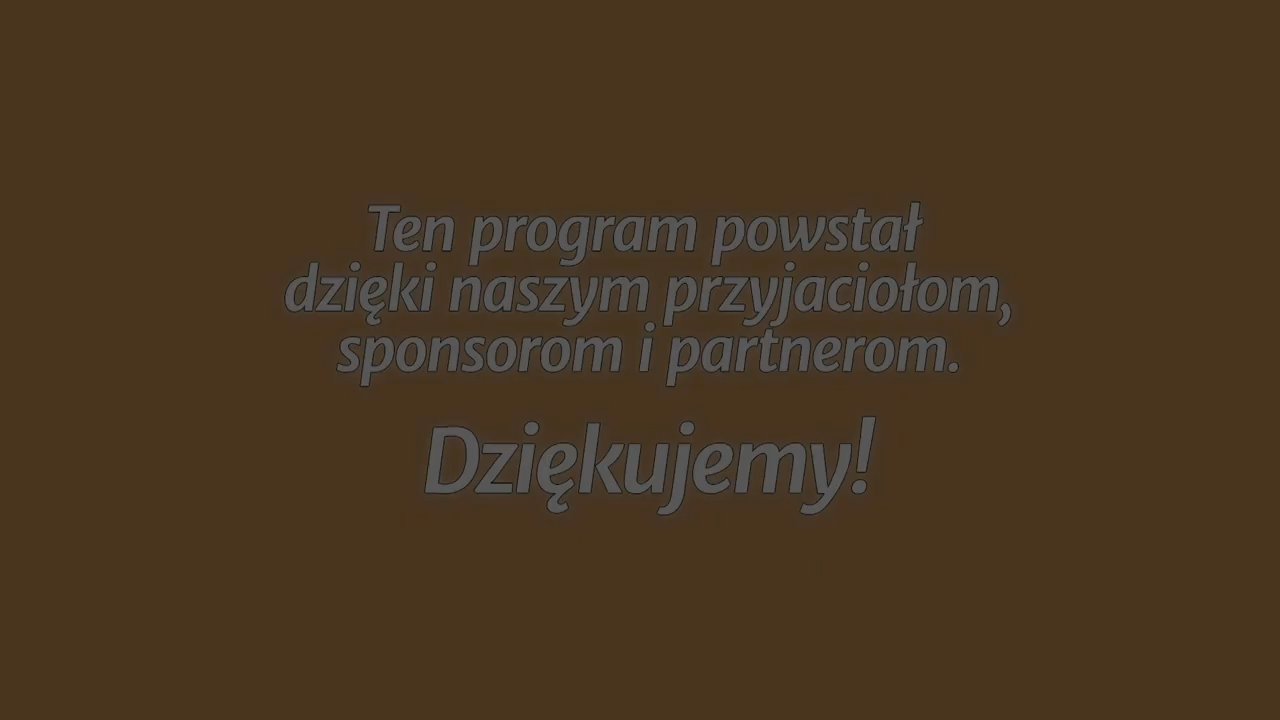 Ten program powstał
dzięki naszym przyjaciołom,
sponsorom i partnerom.
Dziękujemy!